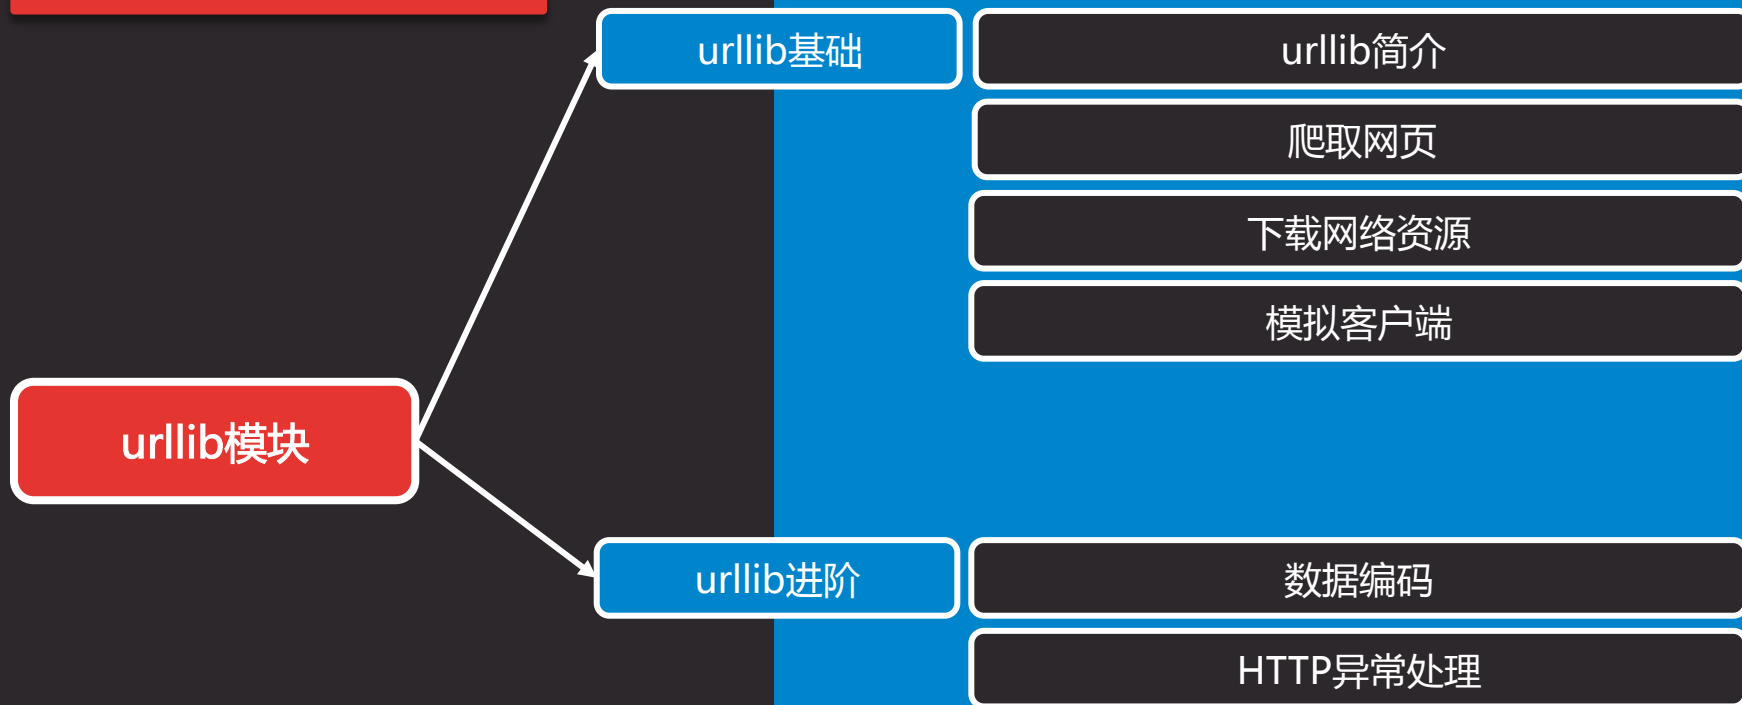 urllib基础
urllib简介
爬取网页
下载网络资源
模拟客户端
urllib模块
urllib进阶
数据编码
HTTP异常处理